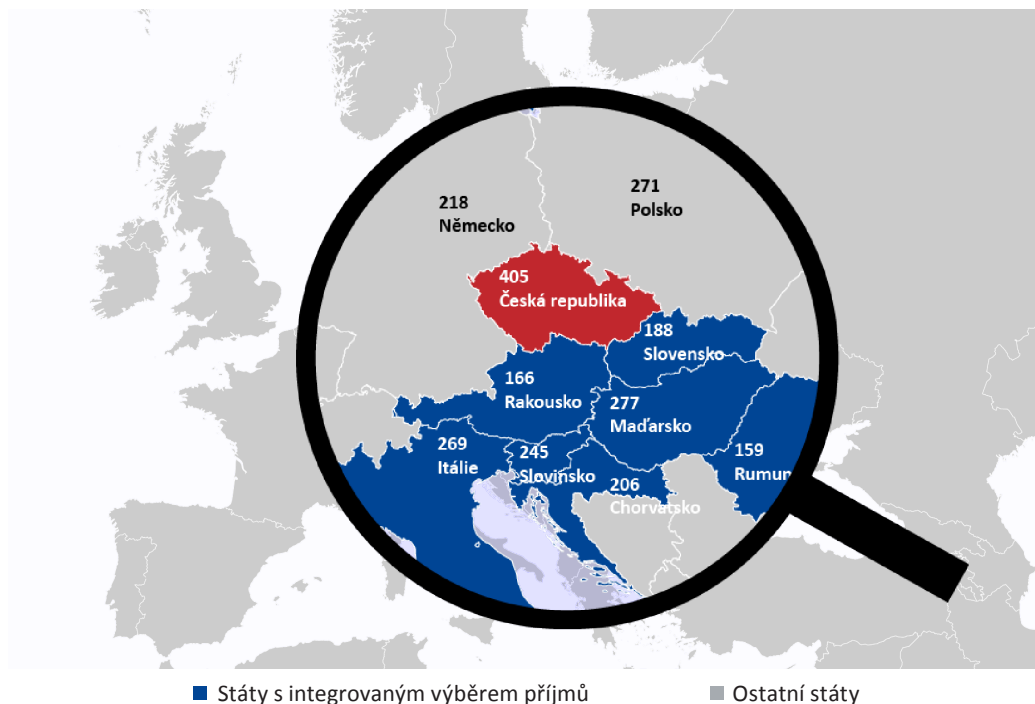 271
Polsko
218
Německo
405
Česká republika
188
Slovensko
166
Rakousko
277
Maďarsko
269
Itálie
245
Slovinsko
159
Rumun
206
Chorvatsko
Státy s integrovaným výběrem příjmů
Ostatní státy